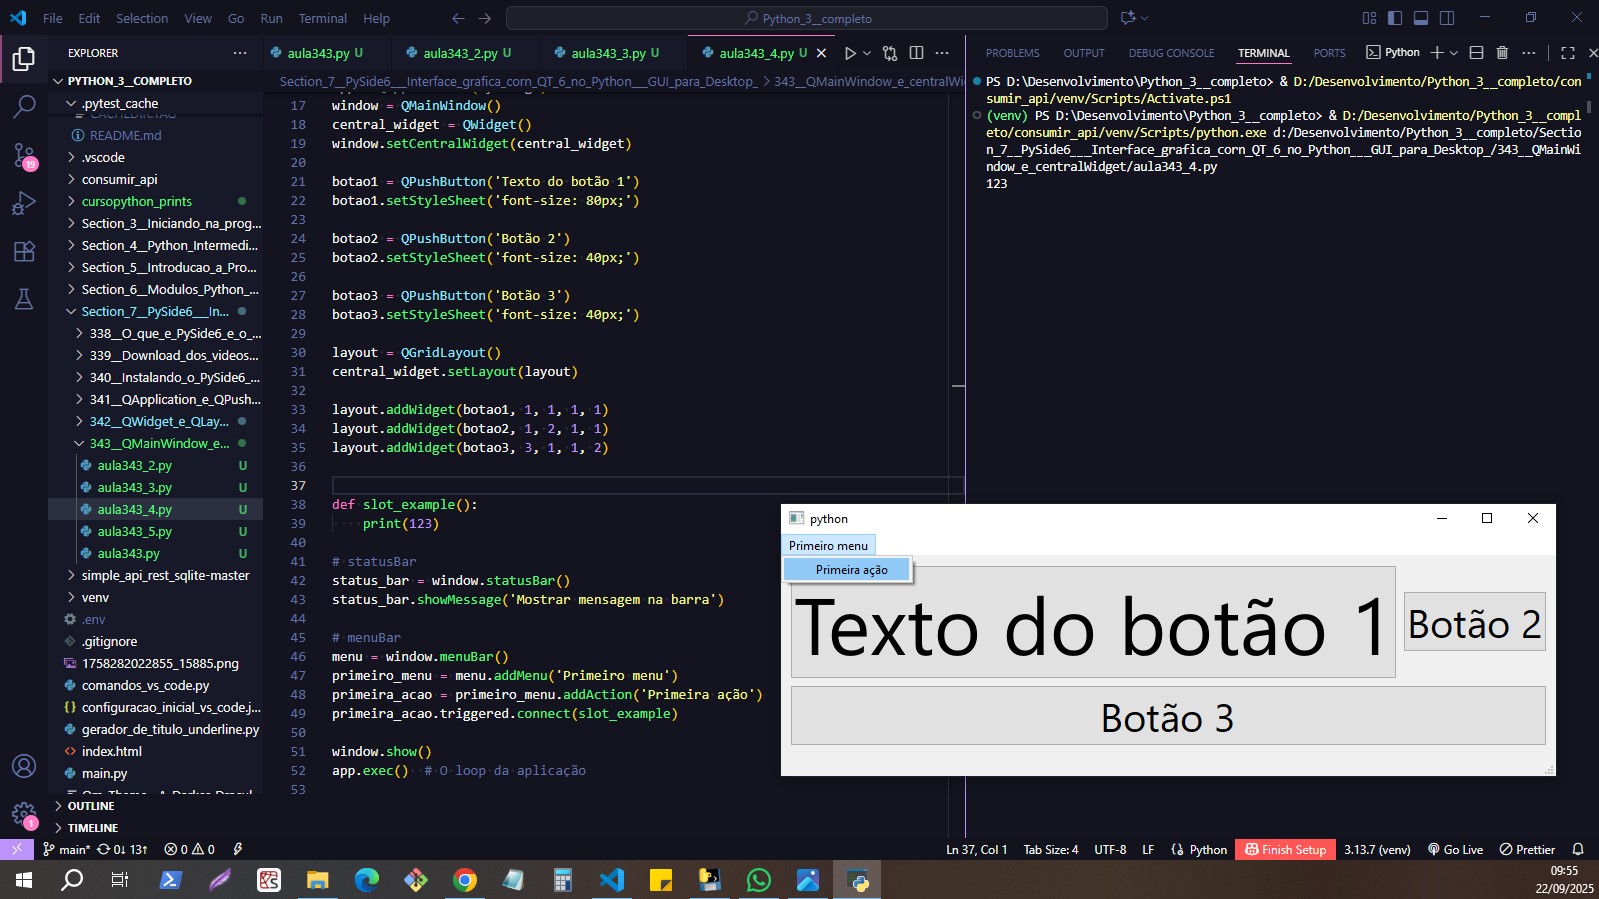 File Edit Selection View Go Run Terminal Help
Python_3__completo
EXPLORER
PYTHON_3__COMPLETO
.pytest_cache
README.md
.vscode
consumir_api
cursopython_prints
Section_3__Iniciando_na_prog...
Section_4__Python_Intermedi...
Section_5__Introducao_a_Pro...
Section_6__Modulos_Python_...
Section_7__PySide6___In...
338__O_que_e_PySide6_e_o_...
339__Download_dos_videos...
340__Instalando_o_PySide6_...
341__QApplication_e_QPush...
342__QWidget_e_QLay...
343__QMainWindow_e...
aula343_2.py U
aula343_3.py U
aula343_4.py U
aula343_5.py U
aula343.py U
simple_api_rest_sqlite-master
venv
.env
.gitignore
1758282022855_15885.png
comandos_vs_code.py
configuracao_inicial_vs_code.j...
gerador_de_titulo_underline.py
index.html
main.py
OUTLINE
TIMELINE
19
1
aula343.py U aula343_2.py U aula343_3.py U aula343_4.py U
Section_7__PySide6___Interface_grafica_corn_QT_6_no_Python___GUI_para_Desktop_ > 343__QMainWindow_e_centralWi
17 window = QMainWindow()
18 central_widget = QWidget()
19 window.setCentralWidget(central_widget)
20
21 botao1 = QPushButton('Texto do botão 1')
22 botao1.setStyleSheet('font-size: 80px;')
23
24 botao2 = QPushButton('Botão 2')
25 botao2.setStyleSheet('font-size: 40px;')
26
27 botao3 = QPushButton('Botão 3')
28 botao3.setStyleSheet('font-size: 40px;')
29
30 layout = QGridLayout()
31 central_widget.setLayout(layout)
32
33 layout.addWidget(botao1, 1, 1, 1, 1)
34 layout.addWidget(botao2, 1, 2, 1, 1)
35 layout.addWidget(botao3, 3, 1, 1, 2)
36
37
38 def slot_example():
39 print(123)
40
41 # statusBar
42 status_bar = window.statusBar()
43 status_bar.showMessage('Mostrar mensagem na barra')
44
45 # menuBar
46 menu = window.menuBar()
47 primeiro_menu = menu.addMenu('Primeiro menu')
48 primeira_acao = primeiro_menu.addAction('Primeira ação')
49 primeira_acao.triggered.connect(slot_example)
50
51 window.show()
52 app.exec() # O loop da aplicação
53
PROBLEMS OUTPUT DEBUG CONSOLE TERMINAL PORTS Python
PS D:\Desenvolvimento\Python_3__completo> & D:/Desenvolvimento/Python_3__completo/con
sumir_api/venv/Scripts/Activate.ps1
(venv) PS D:\Desenvolvimento\Python_3__completo> & D:/Desenvolvimento/Python_3__compl
eto/consumir_api/venv/Scripts/python.exe d:/Desenvolvimento/Python_3__completo/Sectio
n_7__PySide6___Interface_grafica_corn_QT_6_no_Python___GUI_para_Desktop_/343__QMainWi
ndow_e_centralWidget/aula343_4.py
123
python
Primeiro menu
Primeira ação
Texto do botão 1
Botão 2
Botão 3
main* 0↓ 13↑ 0 0
Ln 37, Col 1 Tab Size: 4 UTF-8 LF Python Finish Setup 3.13.7 (venv) Go Live Prettier
09:55
22/09/2025